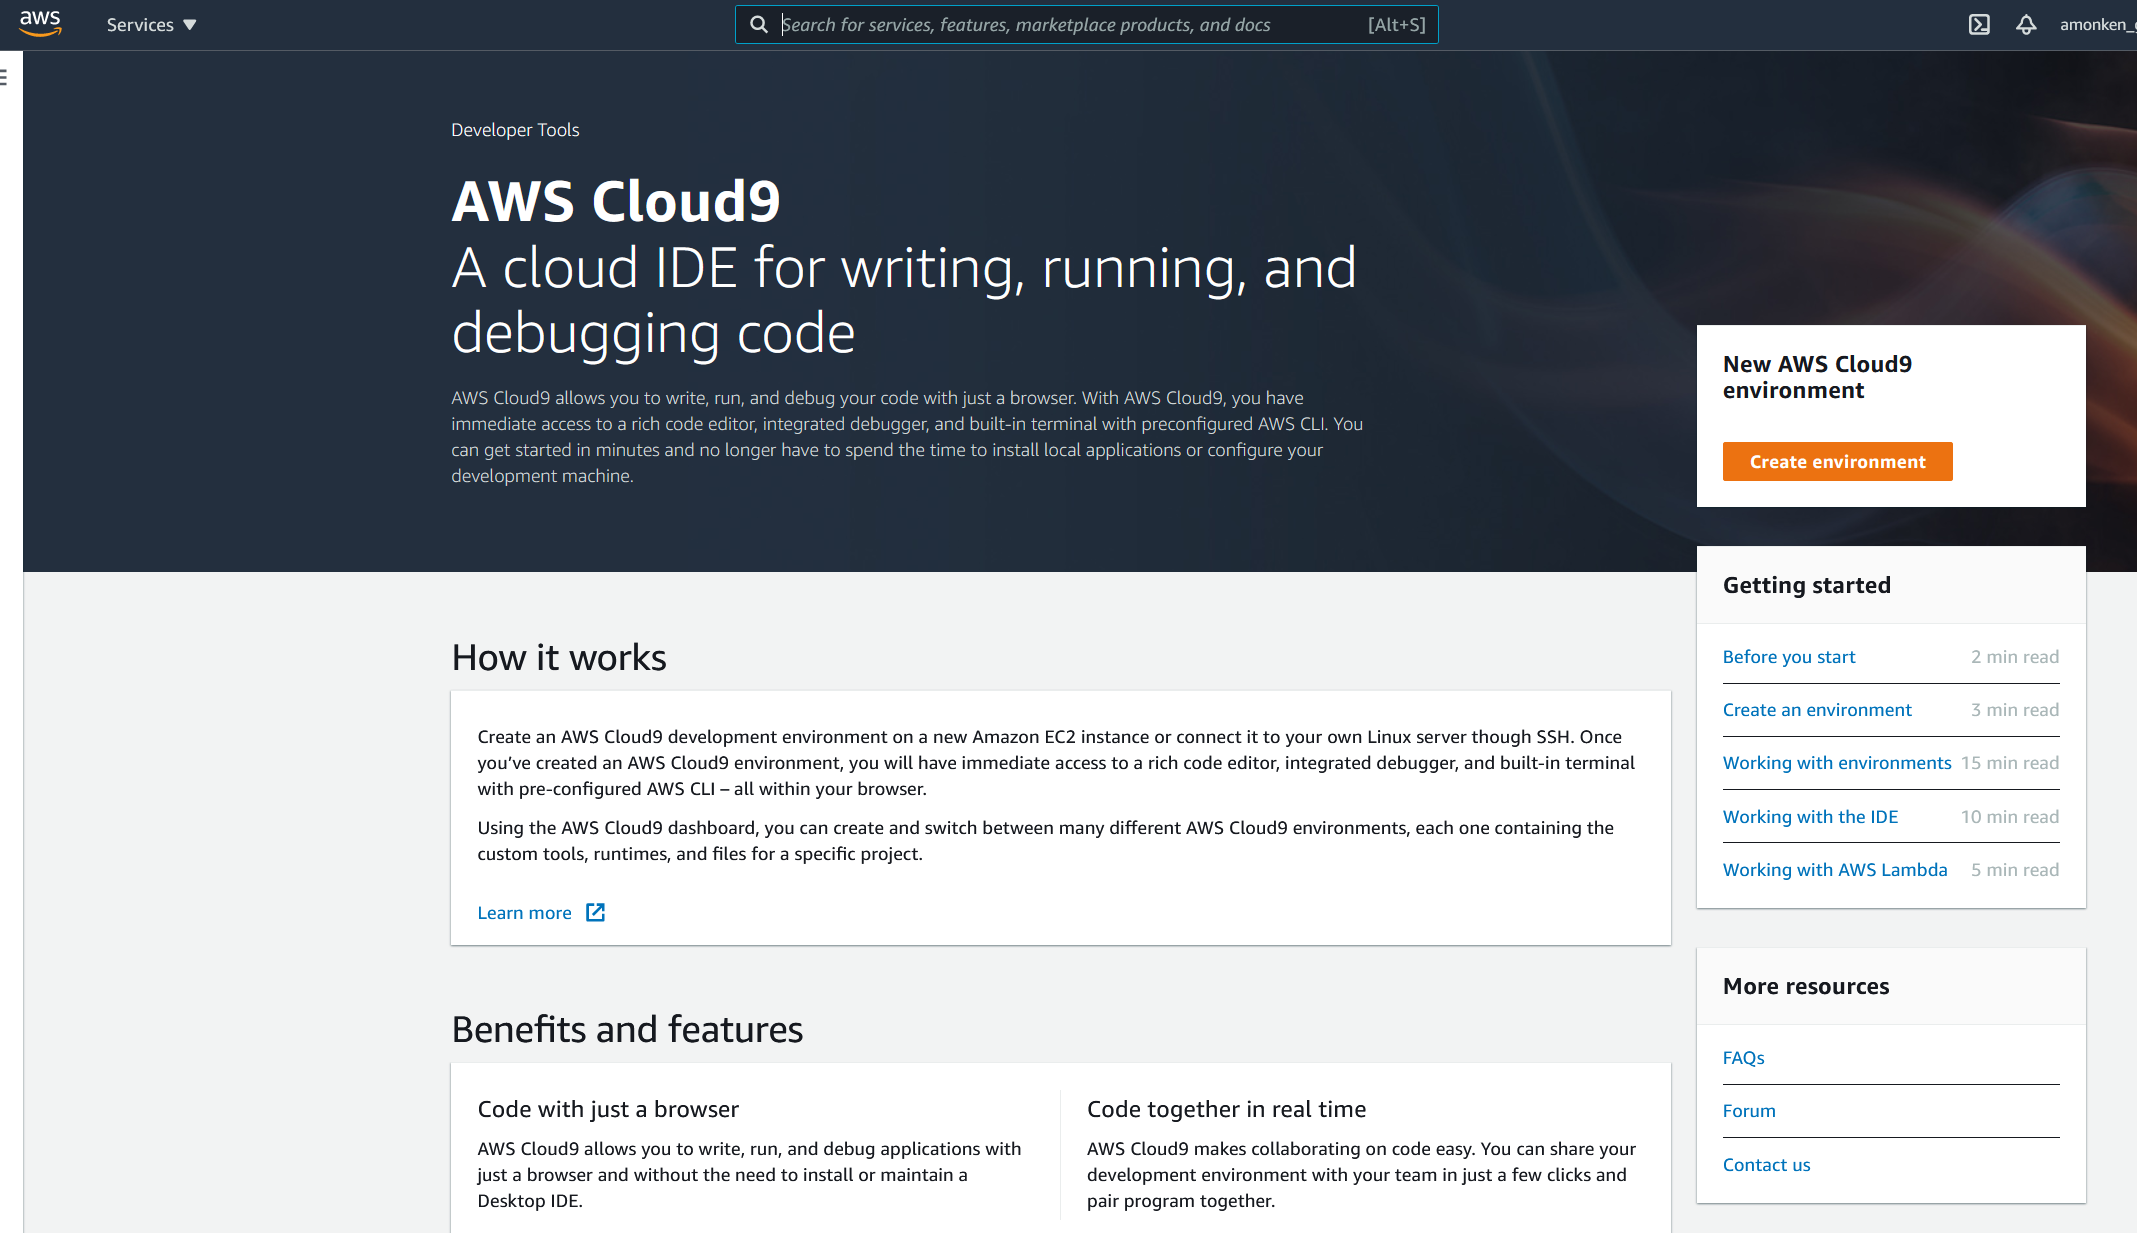 aws
Services ▼
Search for services, features, marketplace products, and docs [Alt+S]
amonken_
Developer Tools
AWS Cloud9
A cloud IDE for writing, running, and
debugging code
AWS Cloud9 allows you to write, run, and debug your code with just a browser. With AWS Cloud9, you have
immediate access to a rich code editor, integrated debugger, and built-in terminal with preconfigured AWS CLI. You
can get started in minutes and no longer have to spend the time to install local applications or configure your
development machine.
New AWS Cloud9
environment
Create environment
Getting started
Before you start 2 min read
Create an environment 3 min read
Working with environments 15 min read
Working with the IDE 10 min read
Working with AWS Lambda 5 min read
How it works
Create an AWS Cloud9 development environment on a new Amazon EC2 instance or connect it to your own Linux server though SSH. Once
you’ve created an AWS Cloud9 environment, you will have immediate access to a rich code editor, integrated debugger, and built-in terminal
with pre-configured AWS CLI – all within your browser.
Using the AWS Cloud9 dashboard, you can create and switch between many different AWS Cloud9 environments, each one containing the
custom tools, runtimes, and files for a specific project.
Learn more
More resources
FAQs
Forum
Contact us
Benefits and features
Code with just a browser
AWS Cloud9 allows you to write, run, and debug applications with
just a browser and without the need to install or maintain a
Desktop IDE.
Code together in real time
AWS Cloud9 makes collaborating on code easy. You can share your
development environment with your team in just a few clicks and
pair program together.